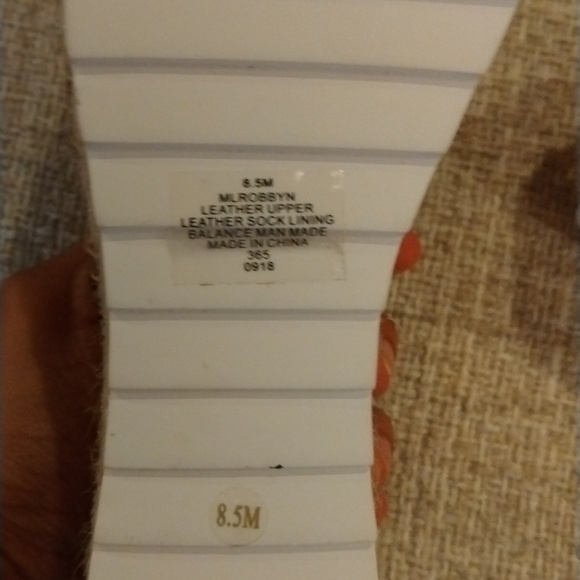 8.5M
MLROBBYN
LEATHER UPPER
LEATHER SOCK LINING
BALANCE MAN MADE
MADE IN CHINA
365
0918
8.5M